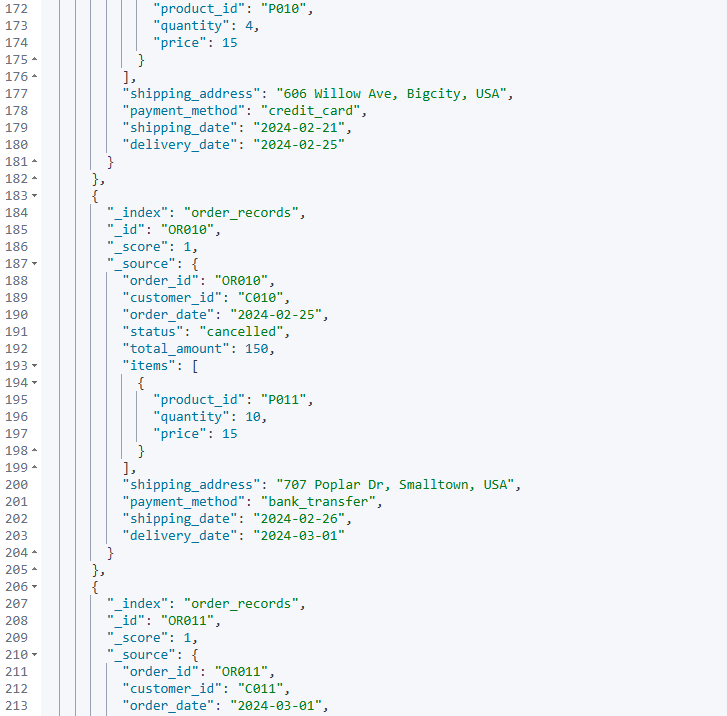 172 "product_id": "P010",
173 "quantity": 4,
174 "price": 15
175 }
176 ],
177 "shipping_address": "606 Willow Ave, Bigcity, USA",
178 "payment_method": "credit_card",
179 "shipping_date": "2024-02-21",
180 "delivery_date": "2024-02-25"
181 }
182 },
183 {
184 "_index": "order_records",
185 "_id": "OR010",
186 "_score": 1,
187 "_source": {
188 "order_id": "OR010",
189 "customer_id": "C010",
190 "order_date": "2024-02-25",
191 "status": "cancelled",
192 "total_amount": 150,
193 "items": [
194 {
195 "product_id": "P011",
196 "quantity": 10,
197 "price": 15
198 }
199 ],
200 "shipping_address": "707 Poplar Dr, Smalltown, USA",
201 "payment_method": "bank_transfer",
202 "shipping_date": "2024-02-26",
203 "delivery_date": "2024-03-01"
204 }
205 },
206 {
207 "_index": "order_records",
208 "_id": "OR011",
209 "_score": 1,
210 "_source": {
211 "order_id": "OR011",
212 "customer_id": "C011",
213 "order_date": "2024-03-01",